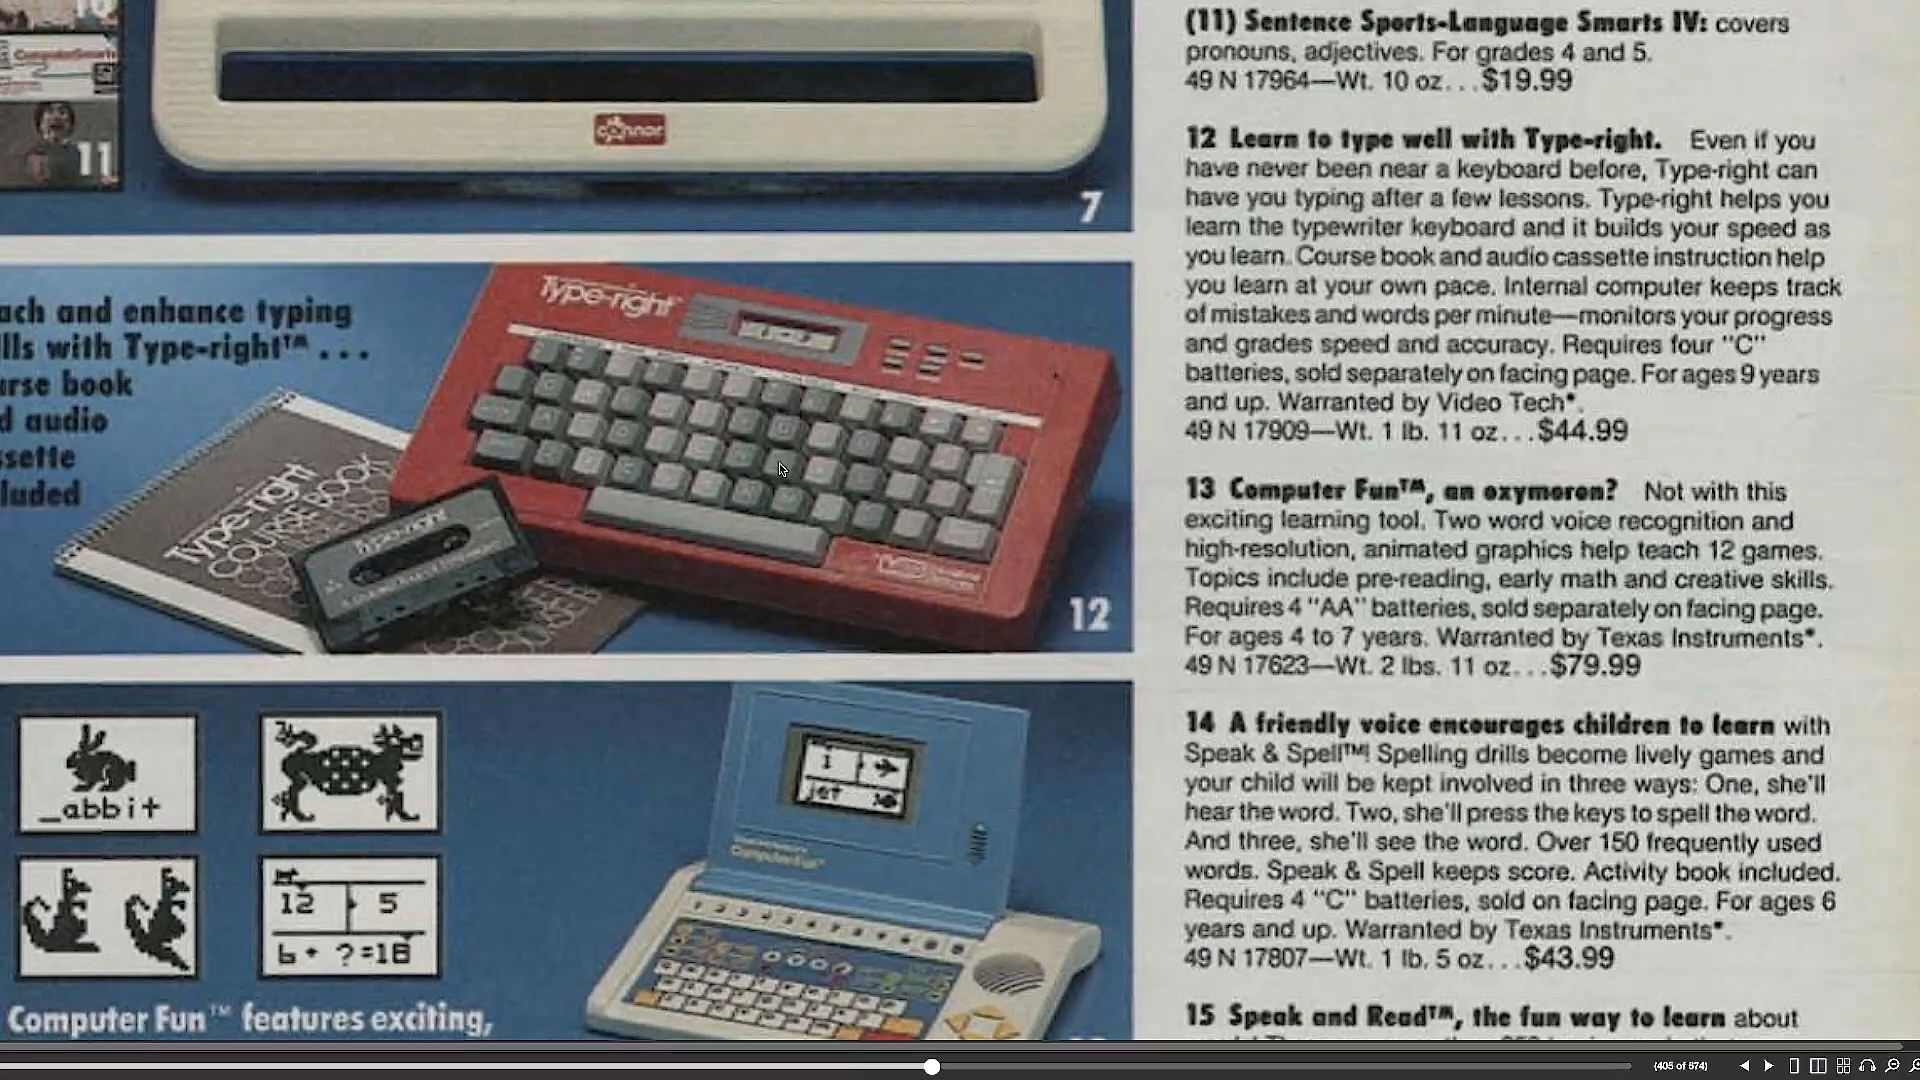 11
connor
7
ach and enhance typing
lls with Type-right™ . . .
urse book
d audio
ssette
luded
Type-right
Type-right
COURSE BOOK
12
_abbit
12 5
6+ ?=18
1
jet
Computer Fun™ features exciting,
(11) Sentence Sports-Language Smarts IV: covers
pronouns, adjectives. For grades 4 and 5.
49 N 17964—Wt. 10 oz. . .$19.99
12 Learn to type well with Type-right. Even if you
have never been near a keyboard before, Type-right can
have you typing after a few lessons. Type-right helps you
learn the typewriter keyboard and it builds your speed as
you learn. Course book and audio cassette instruction help
you learn at your own pace. Internal computer keeps track
of mistakes and words per minute—monitors your progress
and grades speed and accuracy. Requires four "C"
batteries, sold separately on facing page. For ages 9 years
and up. Warranted by Video Tech*.
49 N 17909—Wt. 1 lb. 11 oz. . .$44.99
13 Computer Fun™, an oxymoron? Not with this
exciting learning tool. Two word voice recognition and
high-resolution, animated graphics help teach 12 games.
Topics include pre-reading, early math and creative skills.
Requires 4 "AA" batteries, sold separately on facing page.
For ages 4 to 7 years. Warranted by Texas Instruments*.
49 N 17623—Wt. 2 lbs. 11 oz. . .$79.99
14 A friendly voice encourages children to learn with
Speak & Spell™! Spelling drills become lively games and
your child will be kept involved in three ways: One, she'll
hear the word. Two, she'll press the keys to spell the word.
And three, she'll see the word. Over 150 frequently used
words. Speak & Spell keeps score. Activity book included.
Requires 4 "C" batteries, sold on facing page. For ages 6
years and up. Warranted by Texas Instruments*.
49 N 17807—Wt. 1 lb. 5 oz. . .$43.99
15 Speak and Read™, the fun way to learn about
(405 of 674)